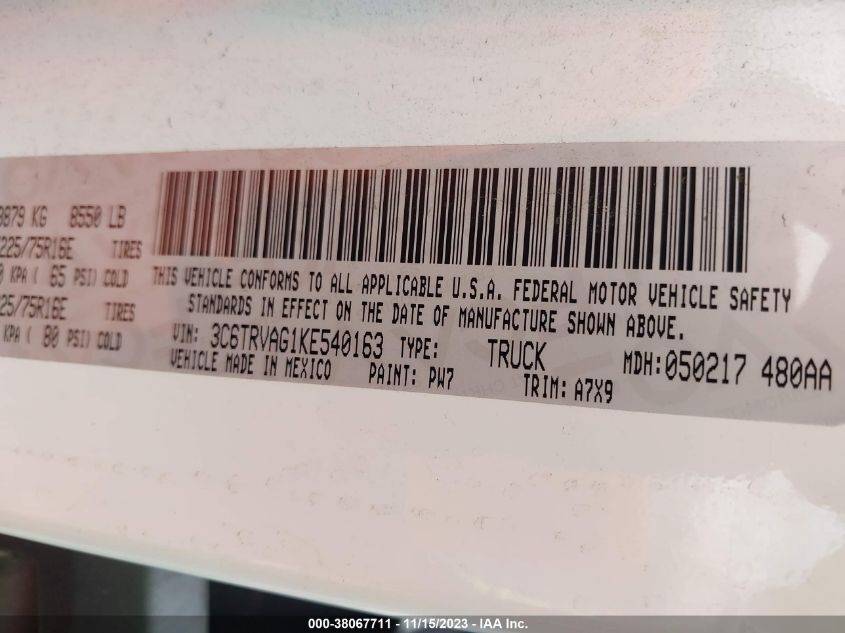 3879 KG 8550 LB
225/75R16E TIRES
KPA ( 65 PSI) COLD
225/75R16E TIRES
KPA ( 80 PSI) COLD
THIS VEHICLE CONFORMS TO ALL APPLICABLE U.S.A. FEDERAL MOTOR VEHICLE SAFETY
STANDARDS IN EFFECT ON THE DATE OF MANUFACTURE SHOWN ABOVE.
VIN: 3C6TRVAG1KE540163 TYPE: TRUCK MDH: 050217 480AA
VEHICLE MADE IN MEXICO PAINT: PW7 TRIM: A7X9
000-38067711 - 11/15/2023 - IAA Inc.